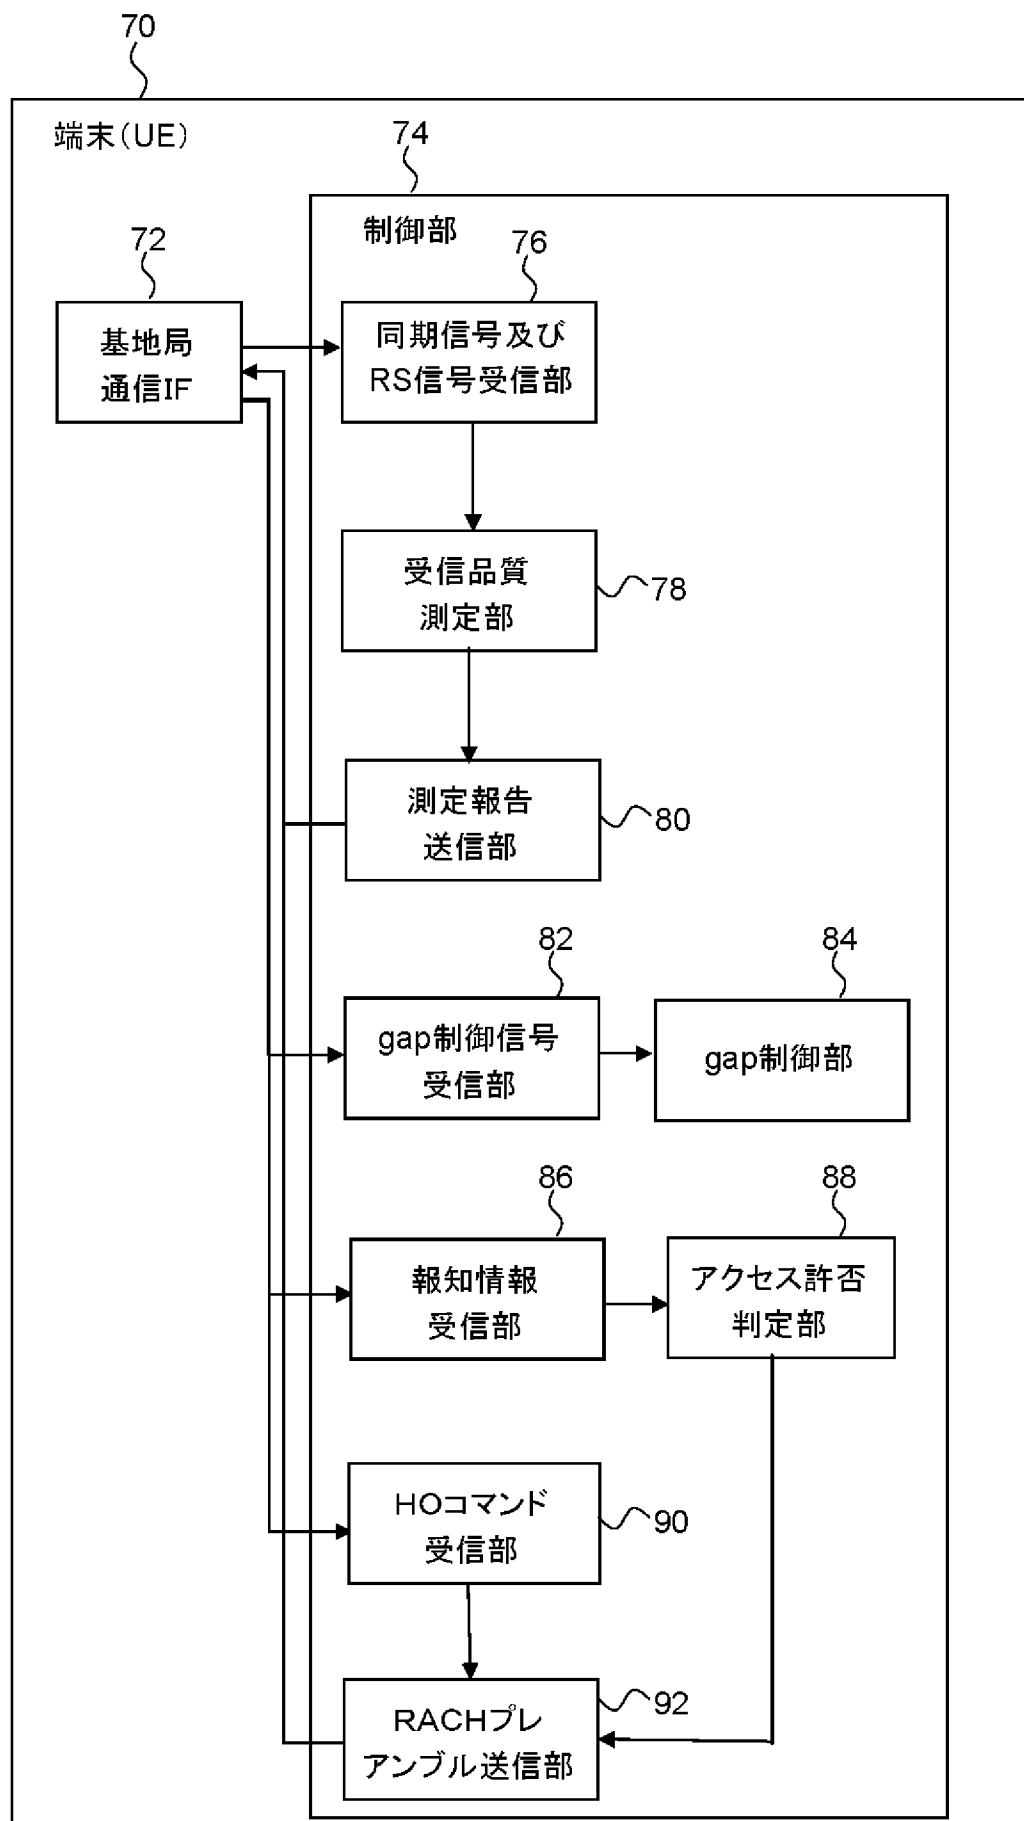 70
端末(UE)
74
制御部
72
基地局
通信IF
76
同期信号及び
RS信号受信部
受信品質
測定部
78
測定報告
送信部
80
82
gap制御信号
受信部
84
gap制御部
86
報知情報
受信部
88
アクセス許否
判定部
HOコマンド
受信部
90
RACHプレ
アンブル送信部
92